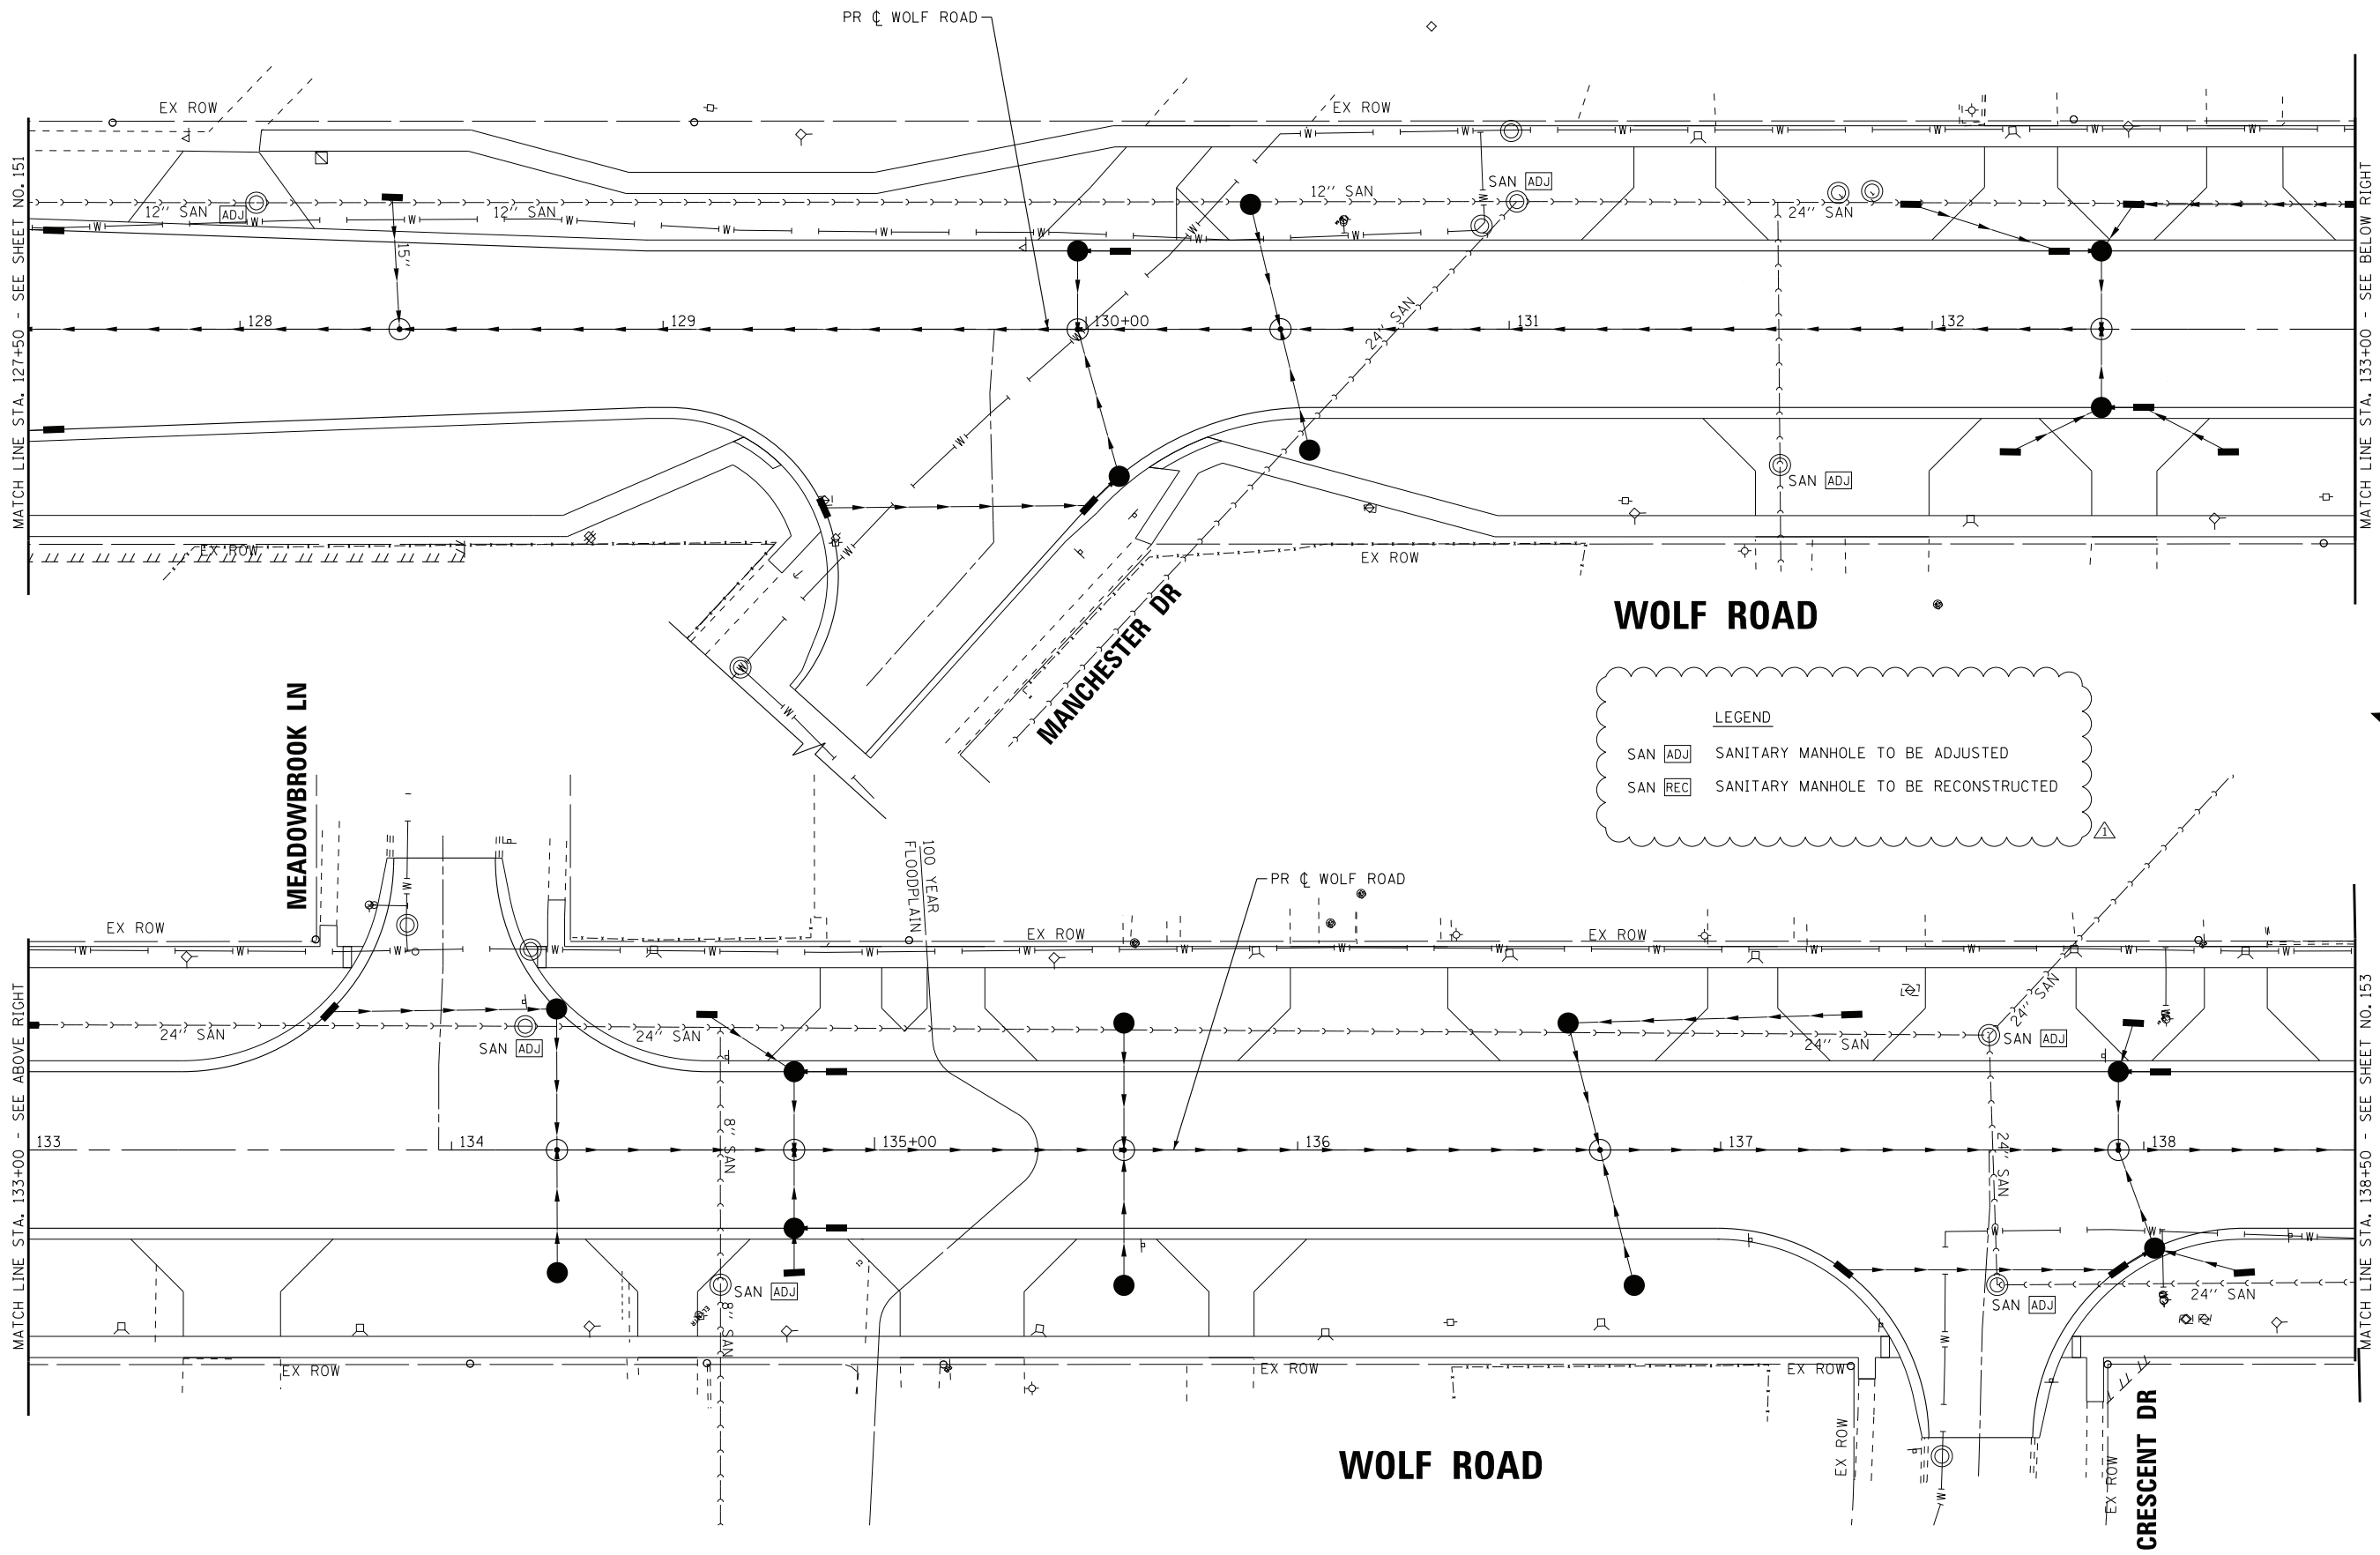 PR ℄ WOLF ROAD
EX ROW
EX ROW
MATCH LINE STA. 127+50 - SEE SHEET NO. 151
12'' SAN ADJ
12'' SAN
12'' SAN
SAN ADJ
24'' SAN
15''
24'' SAN
128
129
130+00
131
132
MATCH LINE STA. 133+00 - SEE BELOW RIGHT
SAN ADJ
EX ROW
EX ROW
MANCHESTER DR
WOLF ROAD
LEGEND
SAN ADJ SANITARY MANHOLE TO BE ADJUSTED
SAN REC SANITARY MANHOLE TO BE RECONSTRUCTED
1
MEADOWBROOK LN
100 YEAR
FLOODPLAIN
PR ℄ WOLF ROAD
EX ROW
EX ROW
EX ROW
MATCH LINE STA. 133+00 - SEE ABOVE RIGHT
24'' SAN
SAN ADJ
24'' SAN
24'' SAN
24'' SAN
SAN ADJ
8'' SAN
24'' SAN
133
134
135+00
136
137
138
MATCH LINE STA. 138+50 - SEE SHEET NO. 153
SAN ADJ
8'' SAN
SAN ADJ
24'' SAN
EX ROW
EX ROW
EX ROW
EX ROW
EX ROW
WOLF ROAD
CRESCENT DR